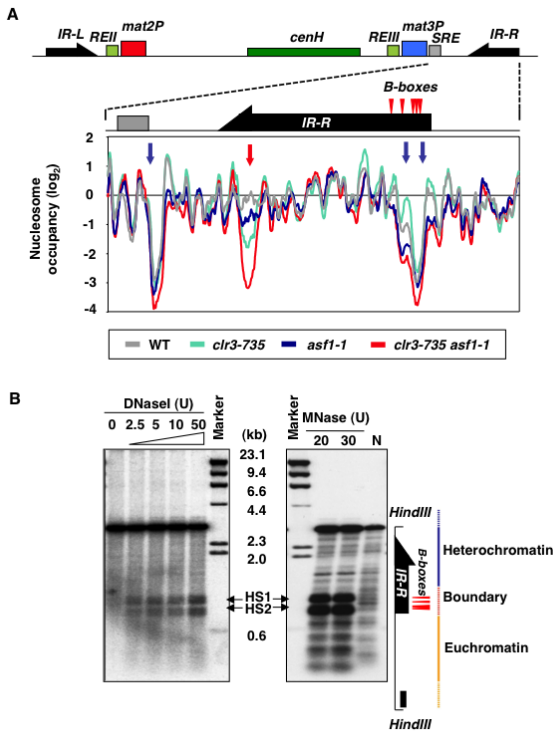 A
IR-L REII mat2P cenH REIII mat3P SRE IR-R
B-boxes
IR-R
Nucleosome occupancy (log2)
2
1
0
-1
-2
-3
-4
WT clr3-735 asf1-1 clr3-735 asf1-1
B
DNaseI (U)
0 2.5 5 10 50
Marker
(kb)
23.1
9.4
6.6
4.4
2.3
2.0
HS1
HS2
0.6
Marker
MNase (U)
20 30 N
HindIII
IR-R
B-boxes
Heterochromatin
Boundary
Euchromatin
HindIII